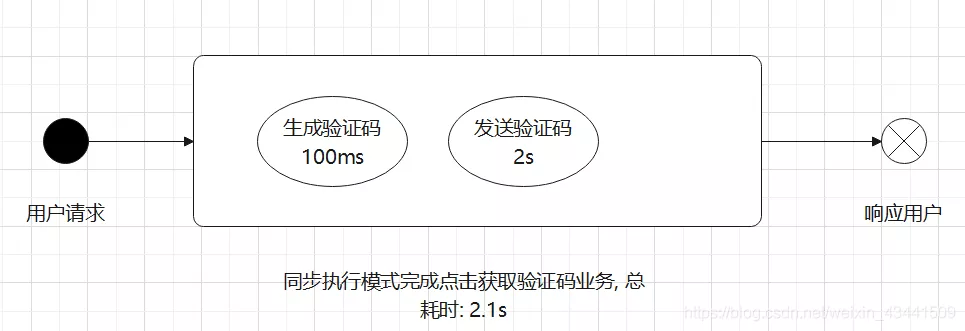 生成验证码
100ms
发送验证码
2s
用户请求
响应用户
同步执行模式完成点击获取验证码业务, 总
耗时: 2.1s
https://blog.csdn.net/weixin_43441509